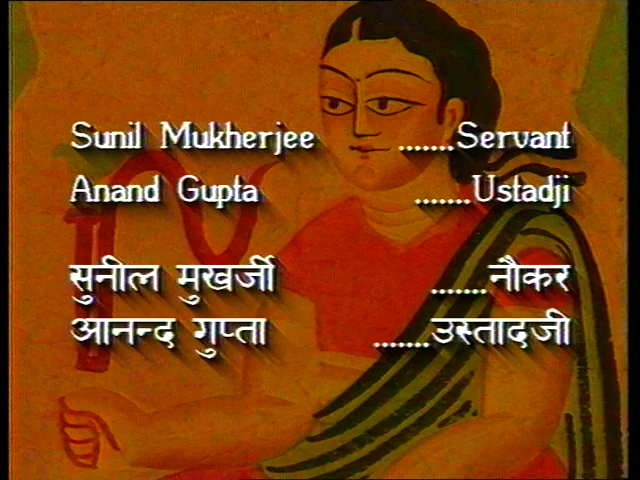 Sunil Mukherjee .......Servant
Anand Gupta .......Ustadji
सुनील मुखर्जी .......नौकर
आनन्द गुप्ता .......उस्तादजी